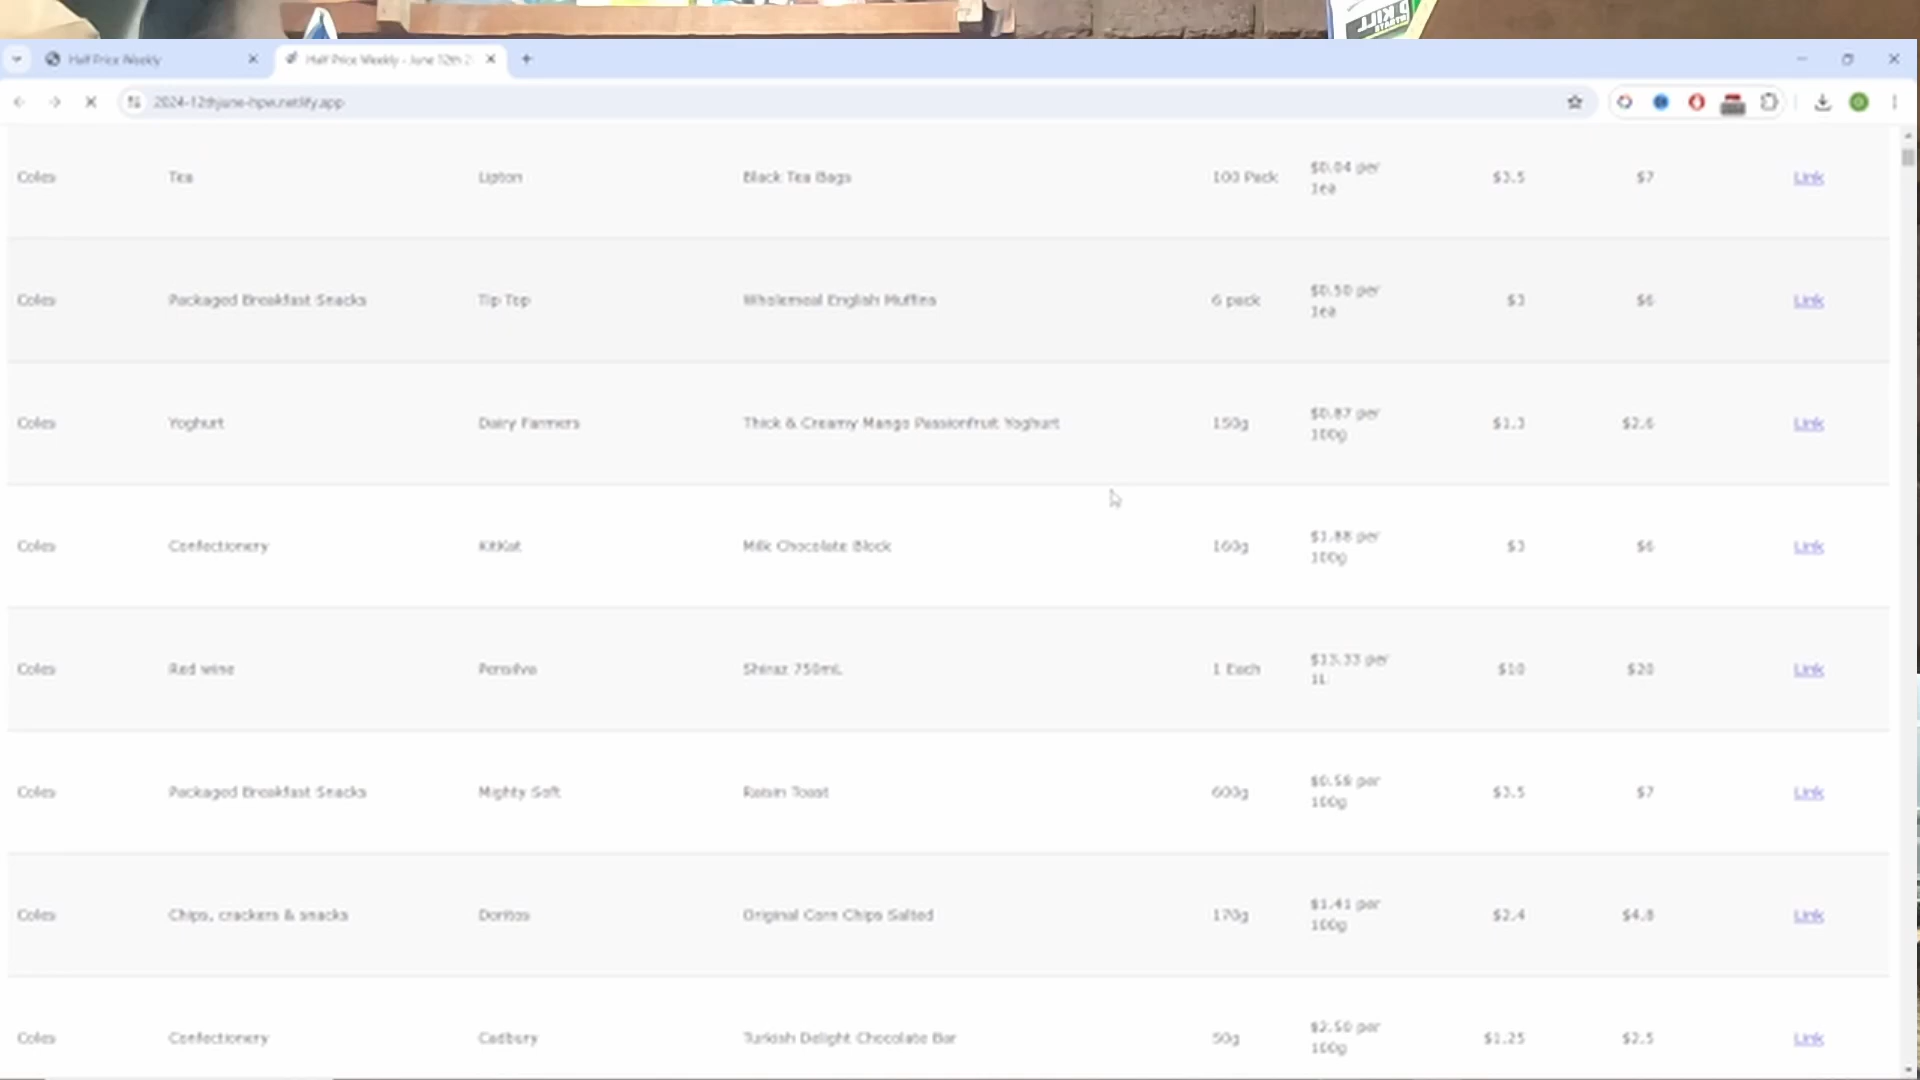 P KILL
Half Price Weekly
Half Price Weekly - June 12th 2
2024-12thjune-hpw.netlify.app
Coles Tea Lipton Black Tea Bags 100 Pack $0.04 per 1ea $3.5 $7 Link
Coles Packaged Breakfast Snacks Tip Top Wholemeal English Muffins 6 pack $0.50 per 1ea $3 $6 Link
Coles Yoghurt Dairy Farmers Thick & Creamy Mango Passionfruit Yoghurt 150g $0.87 per 100g $1.3 $2.6 Link
Coles Confectionery KitKat Milk Chocolate Block 160g $1.88 per 100g $3 $6 Link
Coles Red wine Pensilva Shiraz 750mL 1 Each $13.33 per 1L $10 $20 Link
Coles Packaged Breakfast Snacks Mighty Soft Raisin Toast 600g $0.58 per 100g $3.5 $7 Link
Coles Chips, crackers & snacks Doritos Original Corn Chips Salted 170g $1.41 per 100g $2.4 $4.8 Link
Coles Confectionery Cadbury Turkish Delight Chocolate Bar 50g $2.50 per 100g $1.25 $2.5 Link